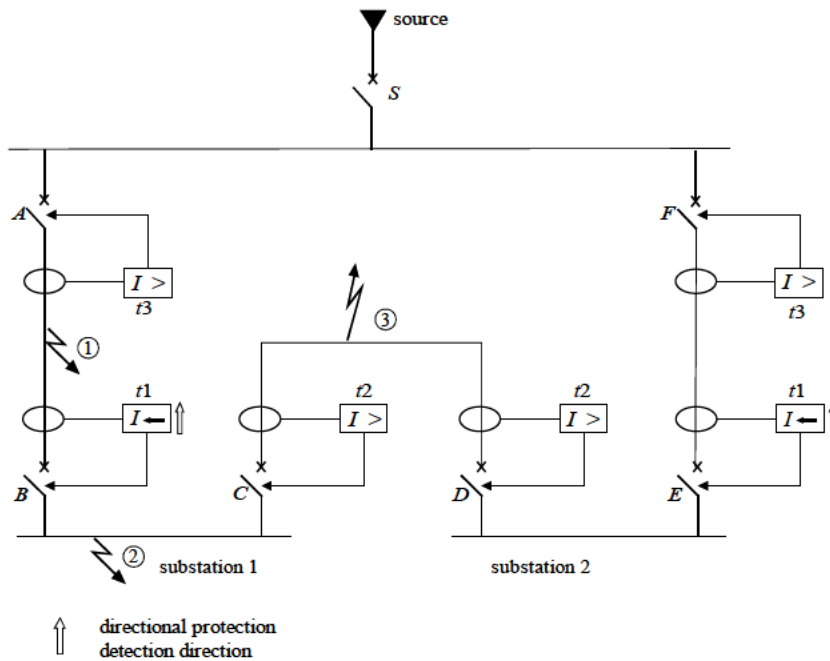 source
S
A
F
I >
t3
I >
t3
①
③
t1
I
t2
I >
t2
I >
t1
I
B
C
D
E
②
substation 1
substation 2
directional protection
detection direction